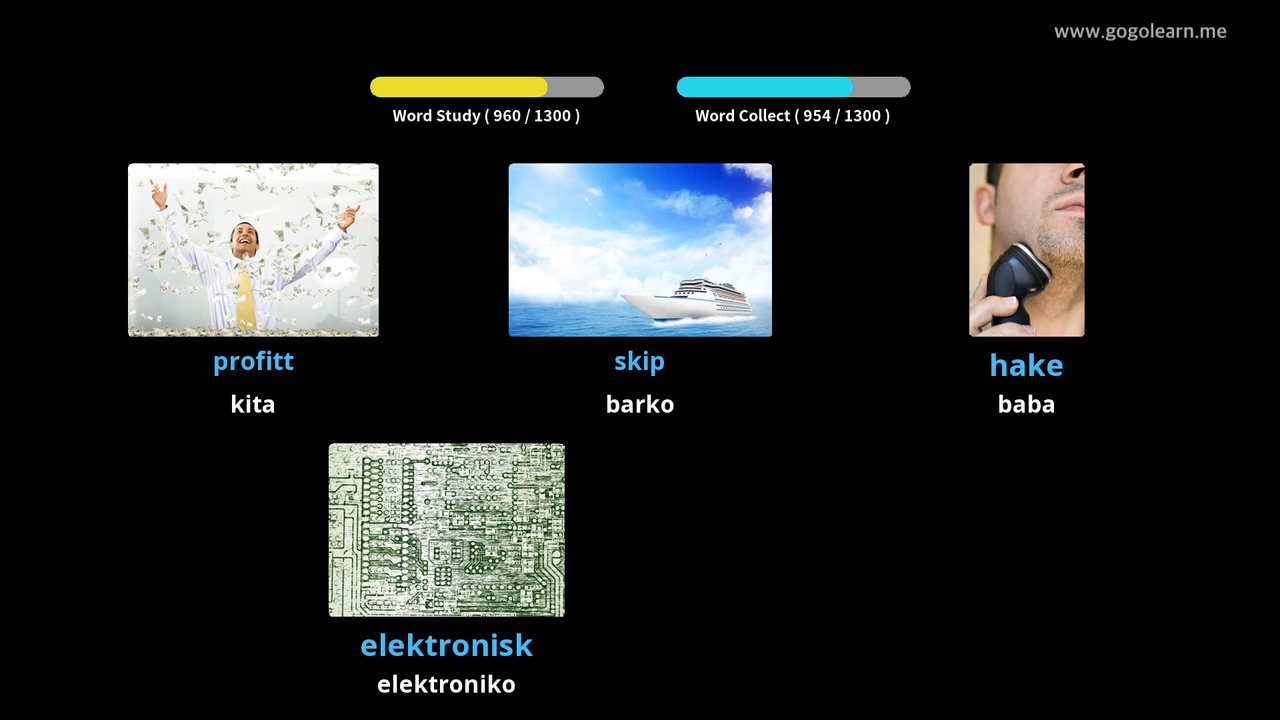 www.gogolearn.me
Word Study ( 960 / 1300 )
Word Collect ( 954 / 1300 )
profitt
kita
skip
barko
hake
baba
elektronisk
elektroniko